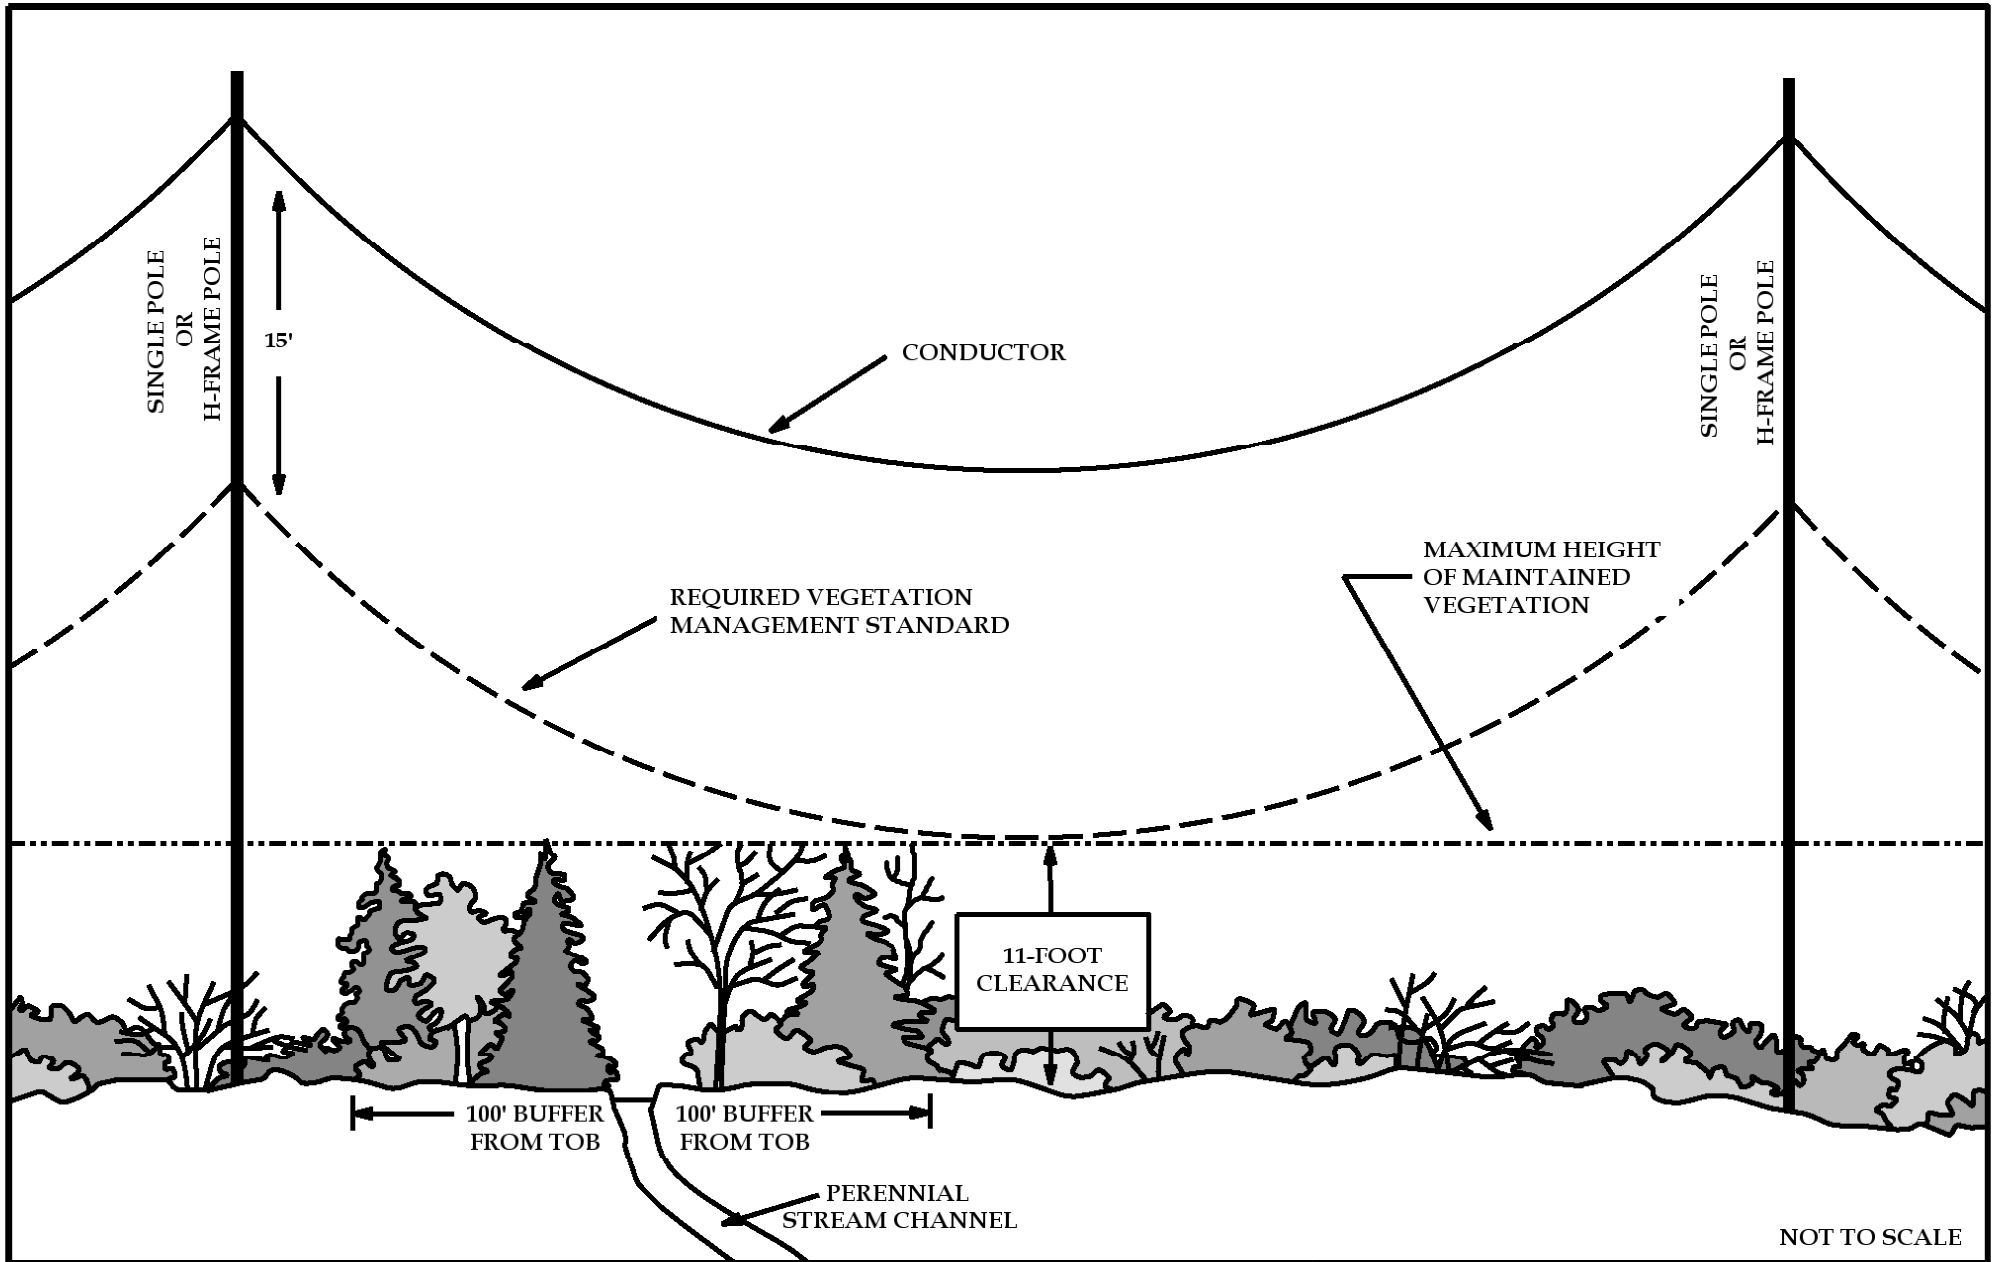 SINGLE POLE
OR
H-FRAME POLE
15'
CONDUCTOR
SINGLE POLE
OR
H-FRAME POLE
REQUIRED VEGETATION
MANAGEMENT STANDARD
MAXIMUM HEIGHT
OF MAINTAINED
VEGETATION
11-FOOT
CLEARANCE
100' BUFFER
FROM TOB
100' BUFFER
FROM TOB
PERENNIAL
STREAM CHANNEL
NOT TO SCALE